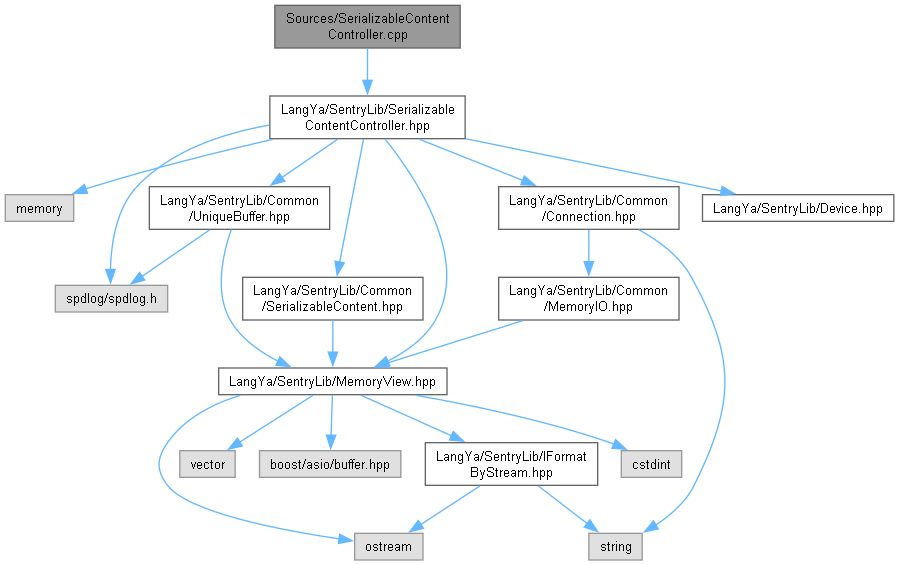 Sources/SerializableContent
Controller.cpp
LangYa/SentryLib/Serializable
ContentController.hpp
memory
LangYa/SentryLib/Common
/UniqueBuffer.hpp
LangYa/SentryLib/Common
/Connection.hpp
LangYa/SentryLib/Device.hpp
spdlog/spdlog.h
LangYa/SentryLib/Common
/SerializableContent.hpp
LangYa/SentryLib/Common
/MemoryIO.hpp
LangYa/SentryLib/MemoryView.hpp
vector
boost/asio/buffer.hpp
LangYa/SentryLib/IFormat
ByStream.hpp
cstdint
ostream
string